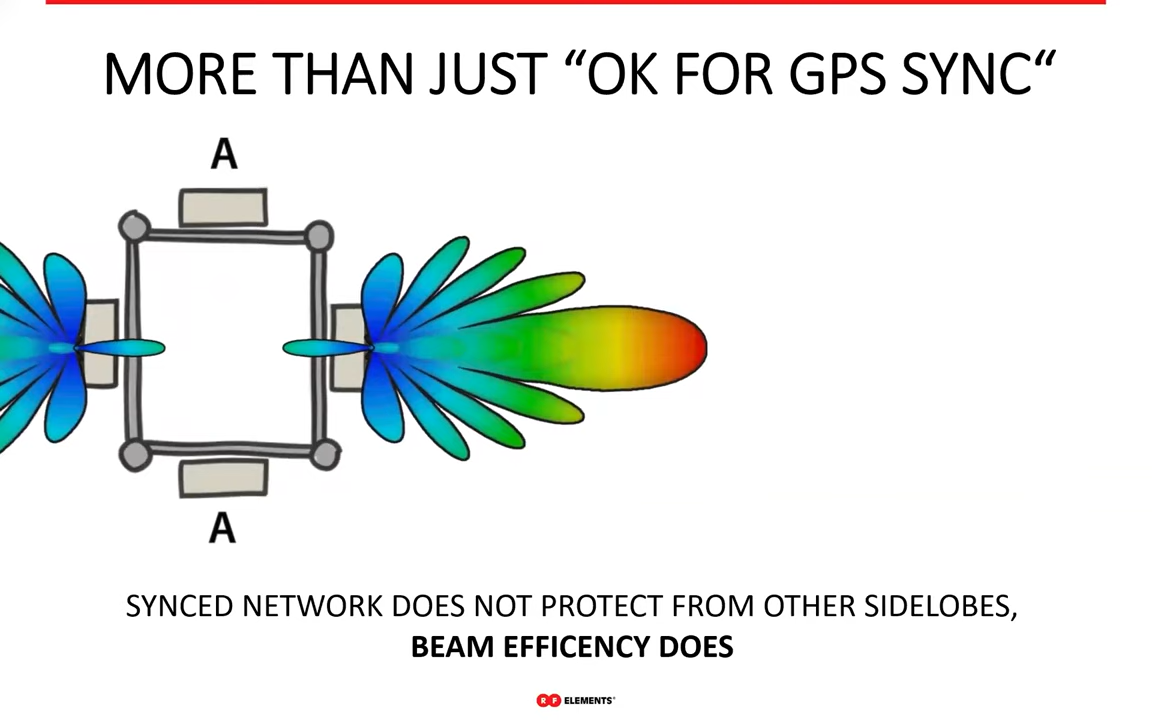 MORE THAN JUST “OK FOR GPS SYNC“
A
A
SYNCED NETWORK DOES NOT PROTECT FROM OTHER SIDELOBES,
BEAM EFFICENCY DOES
RF ELEMENTS